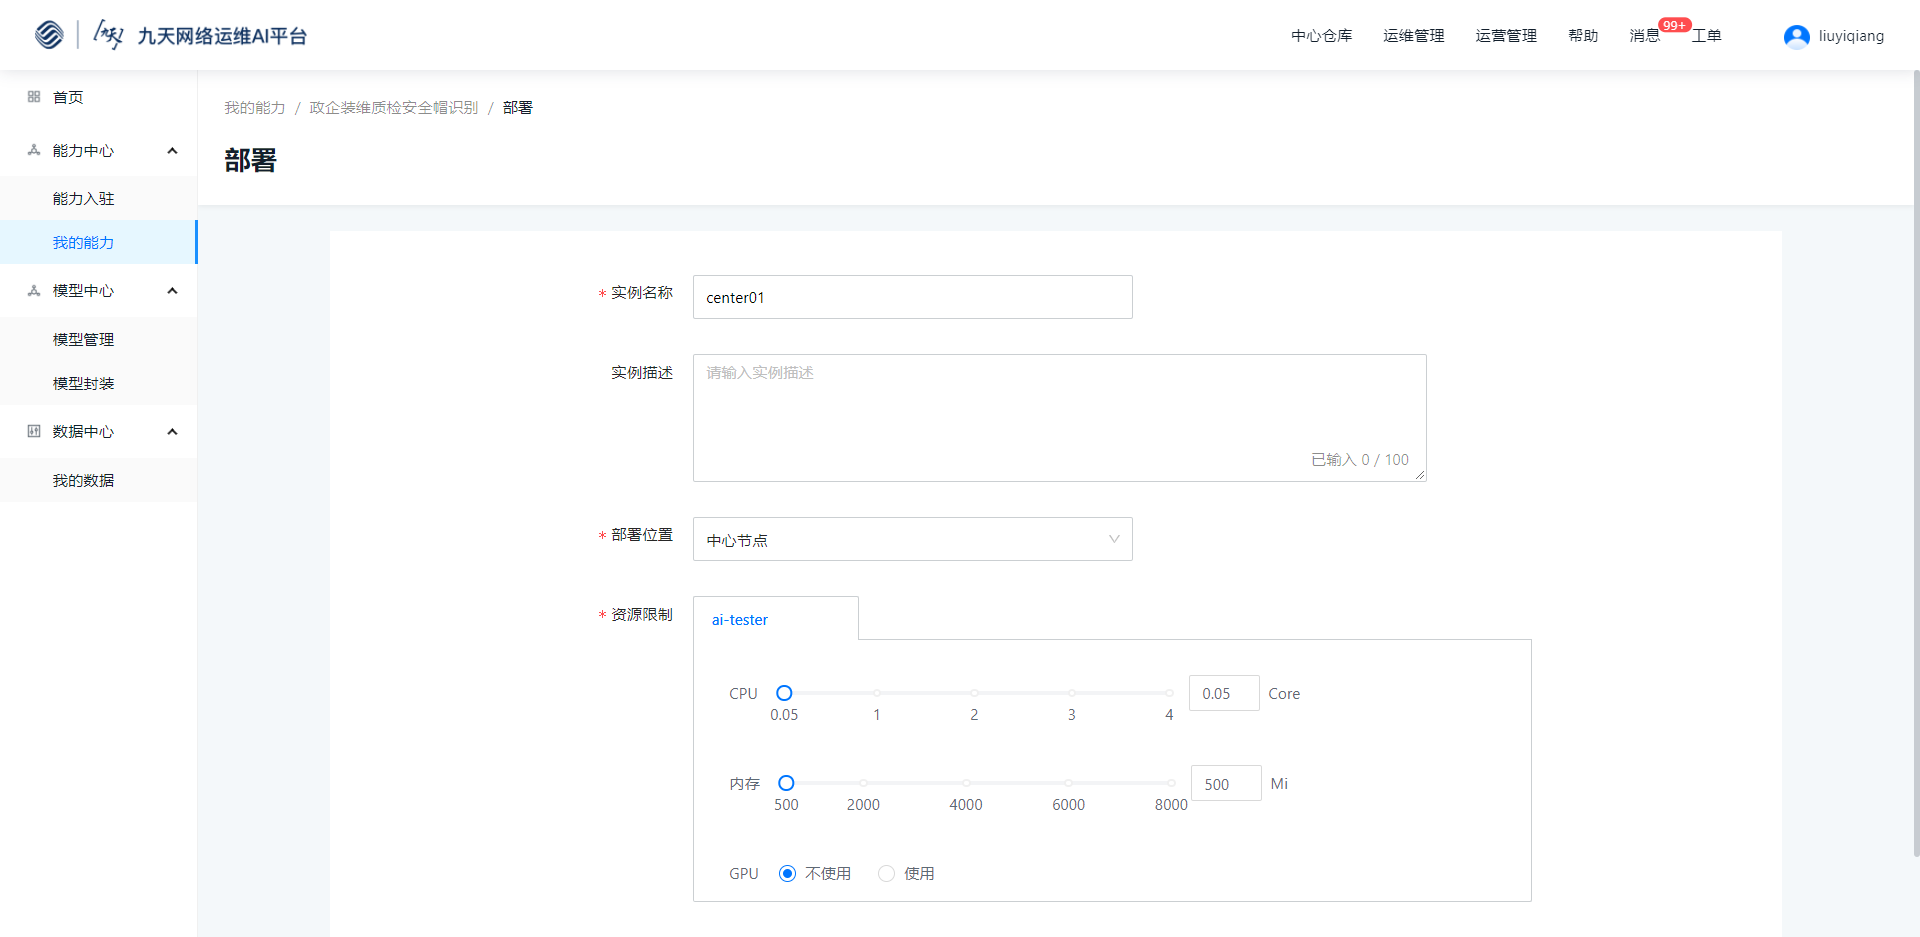 九天 九天网络运维AI平台
中心仓库 运维管理 运营管理 帮助 消息 99+ 工单 liuyiqiang
首页
能力中心
能力入驻
我的能力
模型中心
模型管理
模型封装
数据中心
我的数据
我的能力 / 政企装维质检安全帽识别 / 部署
部署
* 实例名称 center01
实例描述 请输入实例描述
已输入 0 / 100
* 部署位置 中心节点
* 资源限制 ai-tester
CPU 0.05 Core
0.05 1 2 3 4
内存 500 Mi
500 2000 4000 6000 8000
GPU 不使用 使用